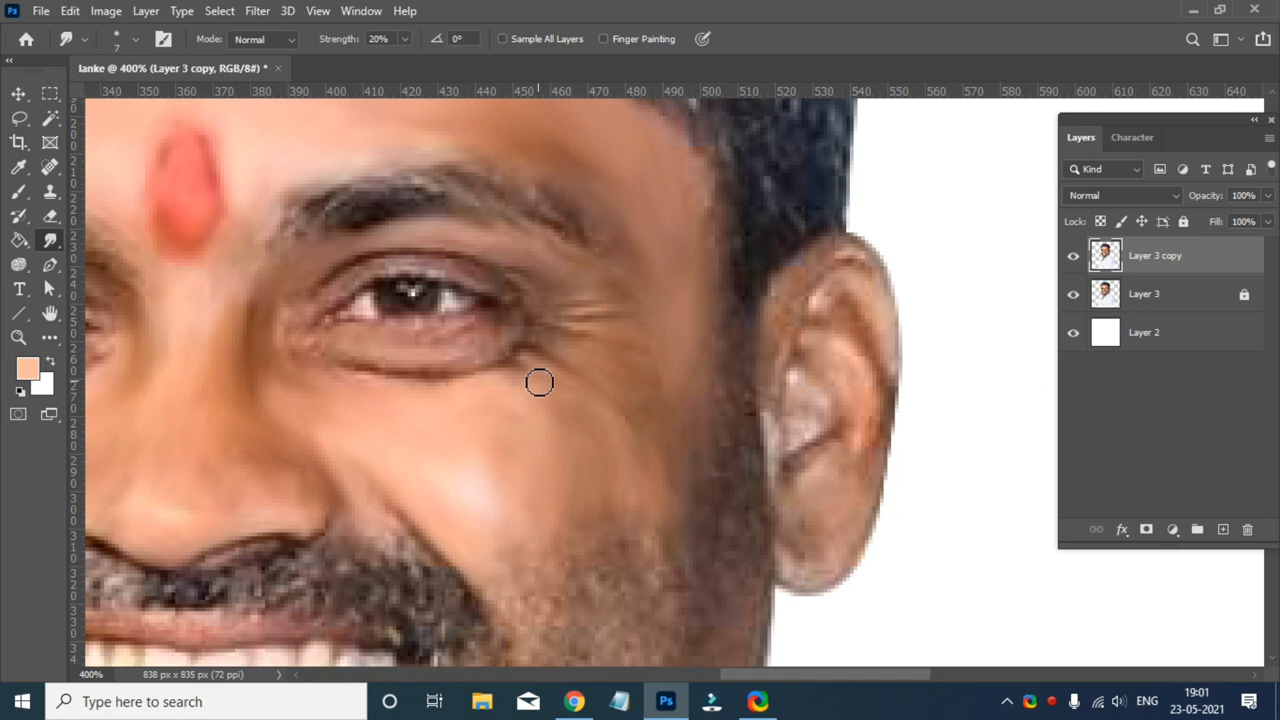 Ps File Edit Image Layer Type Select Filter 3D View Window Help
7 Mode: Normal Strength: 20% 0° Sample All Layers Finger Painting
lanke @ 400% (Layer 3 copy, RGB/8#) * ×
340 350 360 370 380 390 400 410 420 430 440 450 460 470 480 490 500 510 520 530 540 550 560 570 580 590 600 610 620 630 640
Layers Character
Kind
Normal Opacity: 100%
Lock: Fill: 100%
Layer 3 copy
Layer 3
Layer 2
fx
400% 838 px x 835 px (72 ppi)
Type here to search
Ps
ENG
19:01
23-05-2021